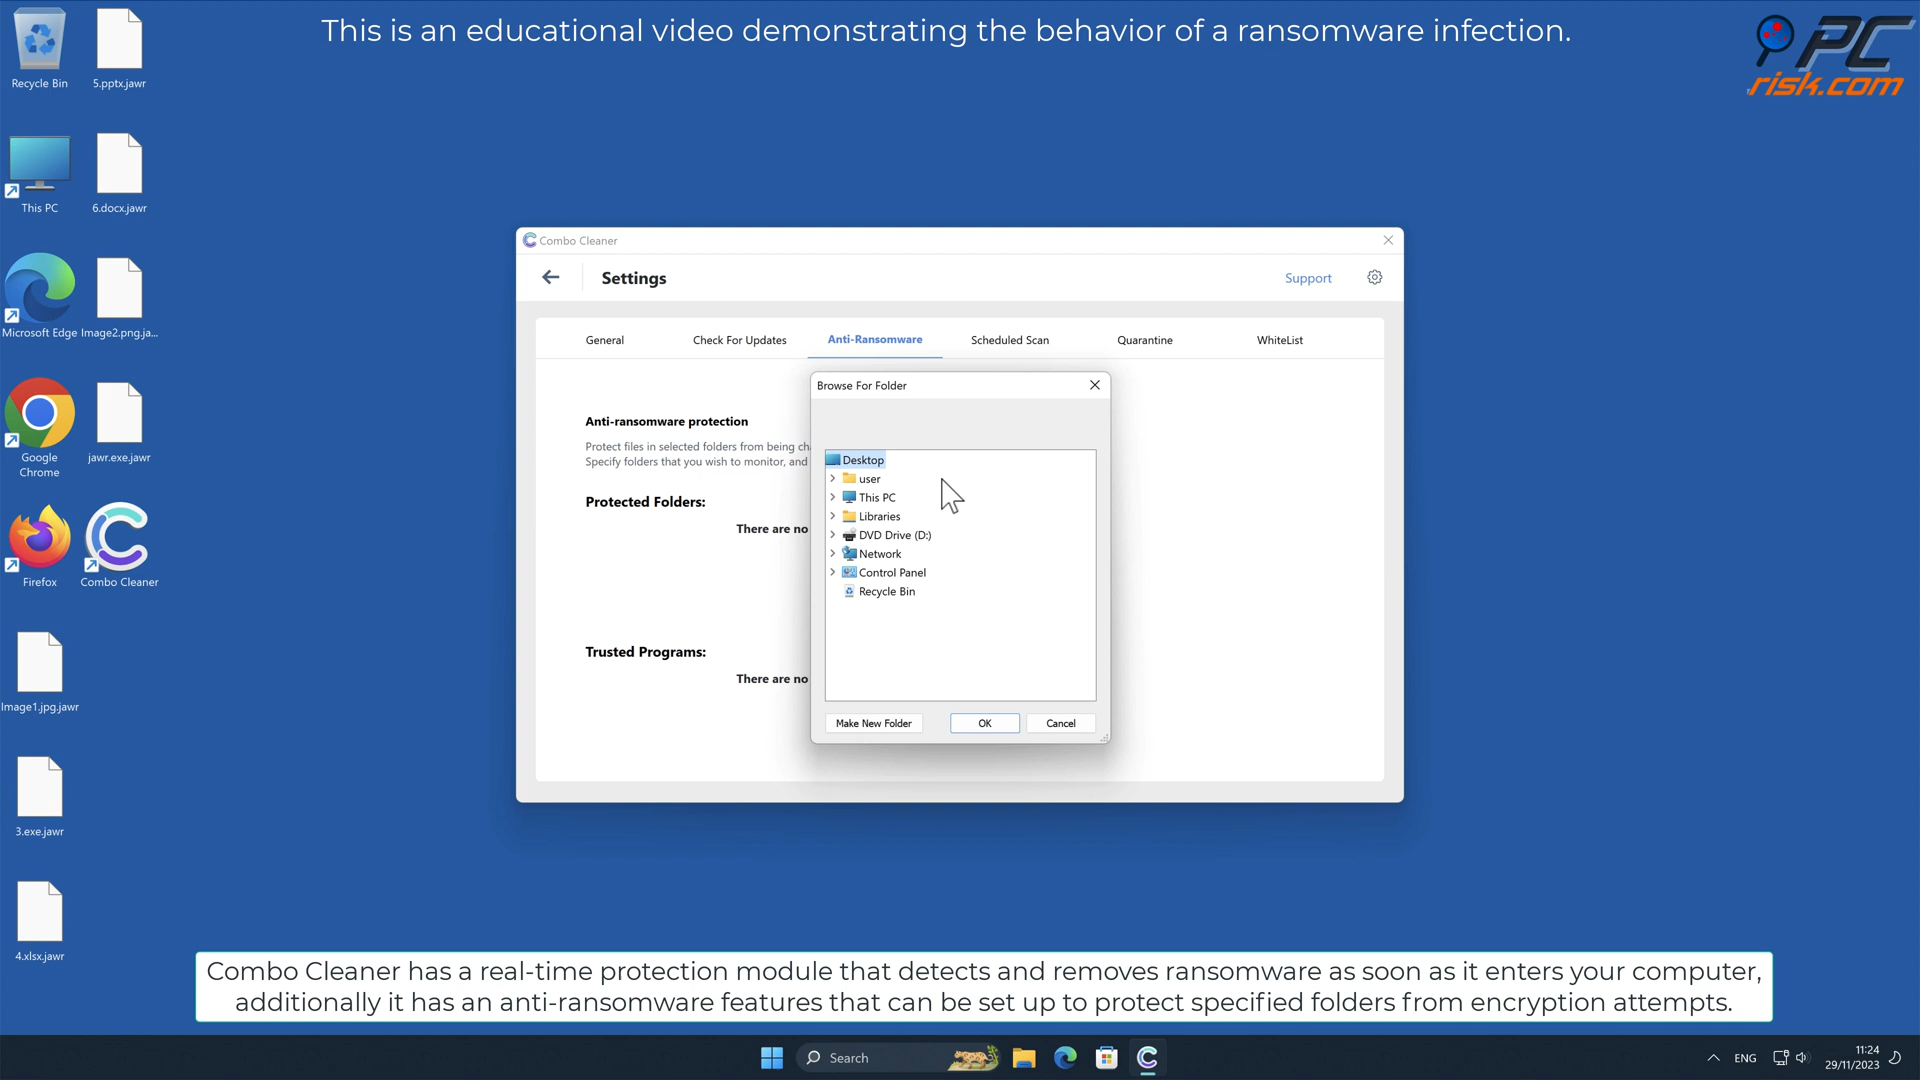 This is an educational video demonstrating the behavior of a ransomware infection.
PC
risk.com
Recycle Bin
5.pptx.jawr
This PC
6.docx.jawr
Microsoft Edge
Image2.png.ja...
Google
Chrome
jawr.exe.jawr
Firefox
Combo Cleaner
Image1.jpg.jawr
3.exe.jawr
4.xlsx.jawr
Combo Cleaner
Settings
Support
General
Check For Updates
Anti-Ransomware
Scheduled Scan
Quarantine
WhiteList
Anti-ransomware protection
Protect files in selected folders from being ch
Specify folders that you wish to monitor, and
Protected Folders:
There are no
Trusted Programs:
There are no
Browse For Folder
Desktop
user
This PC
Libraries
DVD Drive (D:)
Network
Control Panel
Recycle Bin
Make New Folder
OK
Cancel
Combo Cleaner has a real-time protection module that detects and removes ransomware as soon as it enters your computer,
additionally it has an anti-ransomware features that can be set up to protect specified folders from encryption attempts.
Search
ENG
11:24
29/11/2023